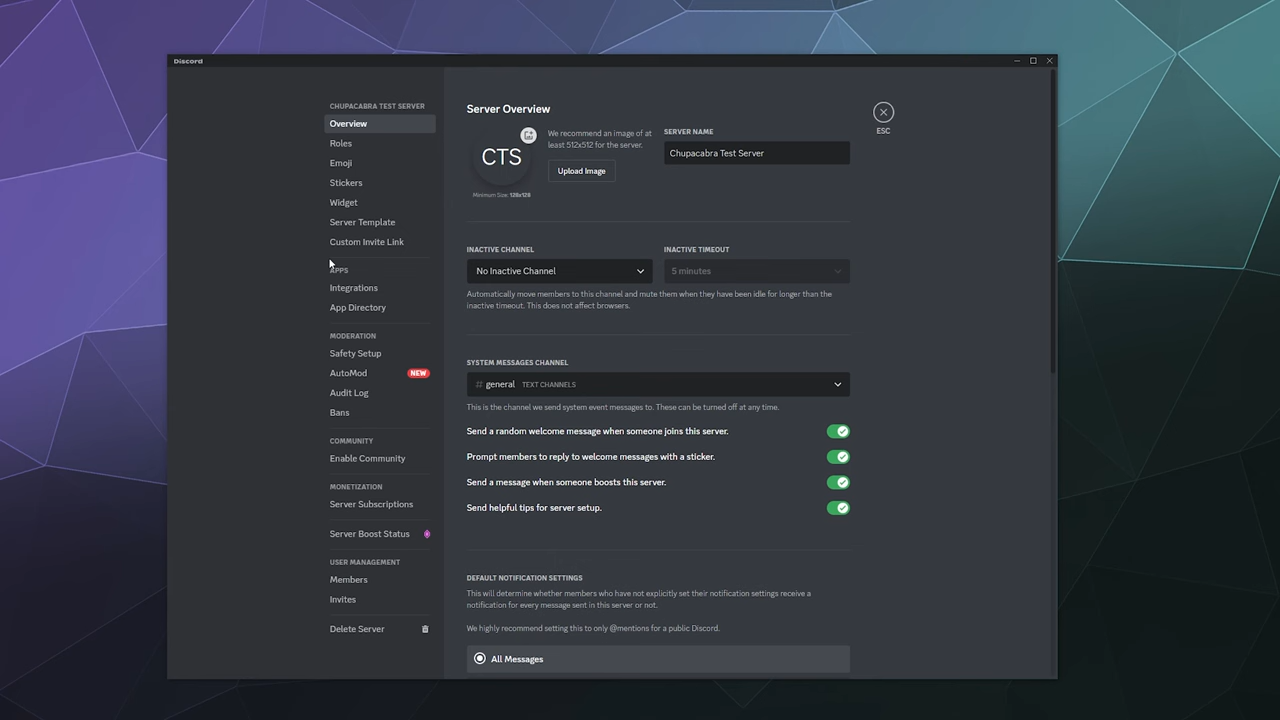 Discord
CHUPACABRA TEST SERVER
Overview
Roles
Emoji
Stickers
Widget
Server Template
Custom Invite Link
APPS
Integrations
App Directory
MODERATION
Safety Setup
AutoMod NEW
Audit Log
Bans
COMMUNITY
Enable Community
MONETIZATION
Server Subscriptions
Server Boost Status
USER MANAGEMENT
Members
Invites
Delete Server
Server Overview
CTS
Minimum Size: 128x128
We recommend an image of at
least 512x512 for the server.
Upload Image
SERVER NAME
Chupacabra Test Server
ESC
INACTIVE CHANNEL
No Inactive Channel
INACTIVE TIMEOUT
5 minutes
Automatically move members to this channel and mute them when they have been idle for longer than the
inactive timeout. This does not affect browsers.
SYSTEM MESSAGES CHANNEL
# general TEXT CHANNELS
This is the channel we send system event messages to. These can be turned off at any time.
Send a random welcome message when someone joins this server.
Prompt members to reply to welcome messages with a sticker.
Send a message when someone boosts this server.
Send helpful tips for server setup.
DEFAULT NOTIFICATION SETTINGS
This will determine whether members who have not explicitly set their notification settings receive a
notification for every message sent in this server or not.
We highly recommend setting this to only @mentions for a public Discord.
All Messages